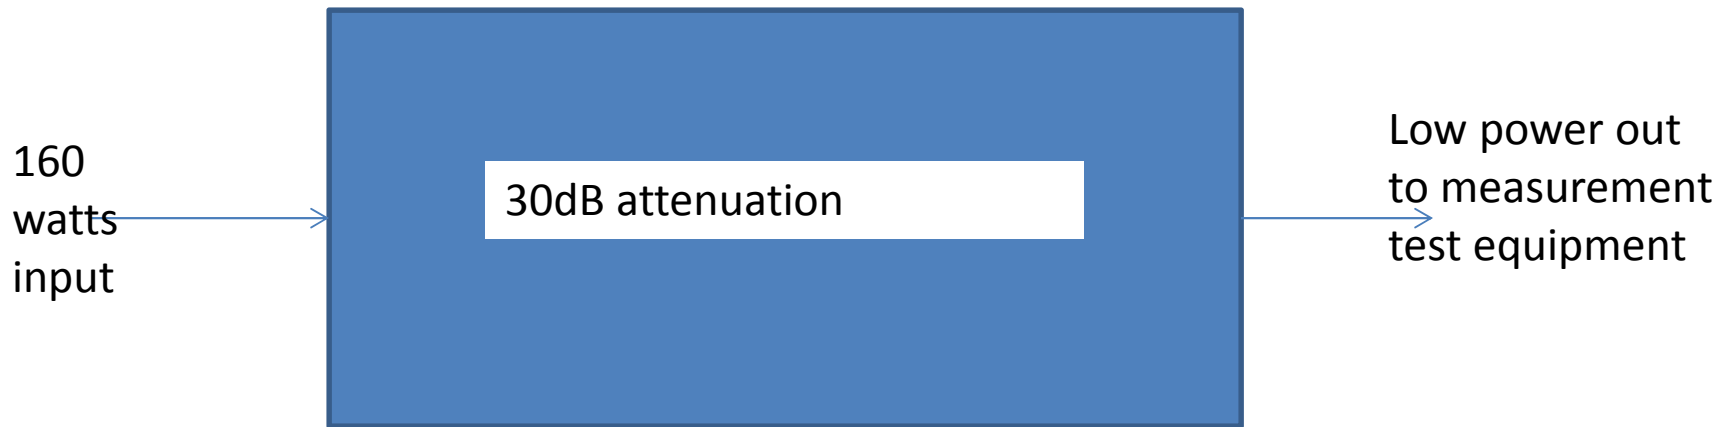 160
watts
input
30dB attenuation
Low power out
to measurement
test equipment